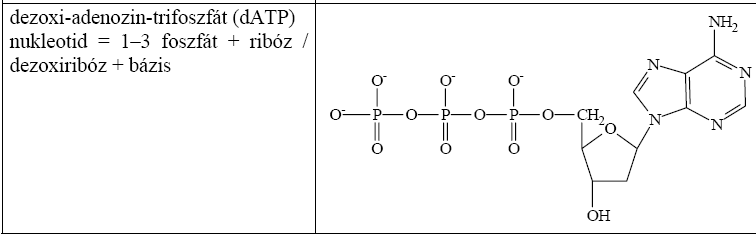 dezoxi-adenozin-trifoszfát (dATP)
nukleotid = 1–3 foszfát + ribóz /
dezoxiribóz + bázis
NH2
O- O- O- N N
O- P O P O P O CH2 N N
O O O O
OH